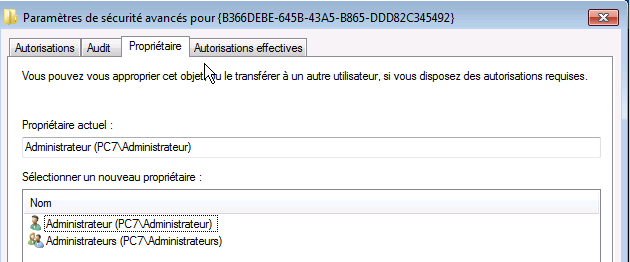 Paramètres de sécurité avancés pour {B366DEBE-645B-43A5-B865-DDD82C345492}
Autorisations Audit Propriétaire Autorisations effectives
Vous pouvez vous approprier cet objet ou le transférer à un autre utilisateur, si vous disposez des autorisations requises.
Propriétaire actuel :
Administrateur (PC7\Administrateur)
Sélectionner un nouveau propriétaire :
Nom
Administrateur (PC7\Administrateur)
Administrateurs (PC7\Administrateurs)